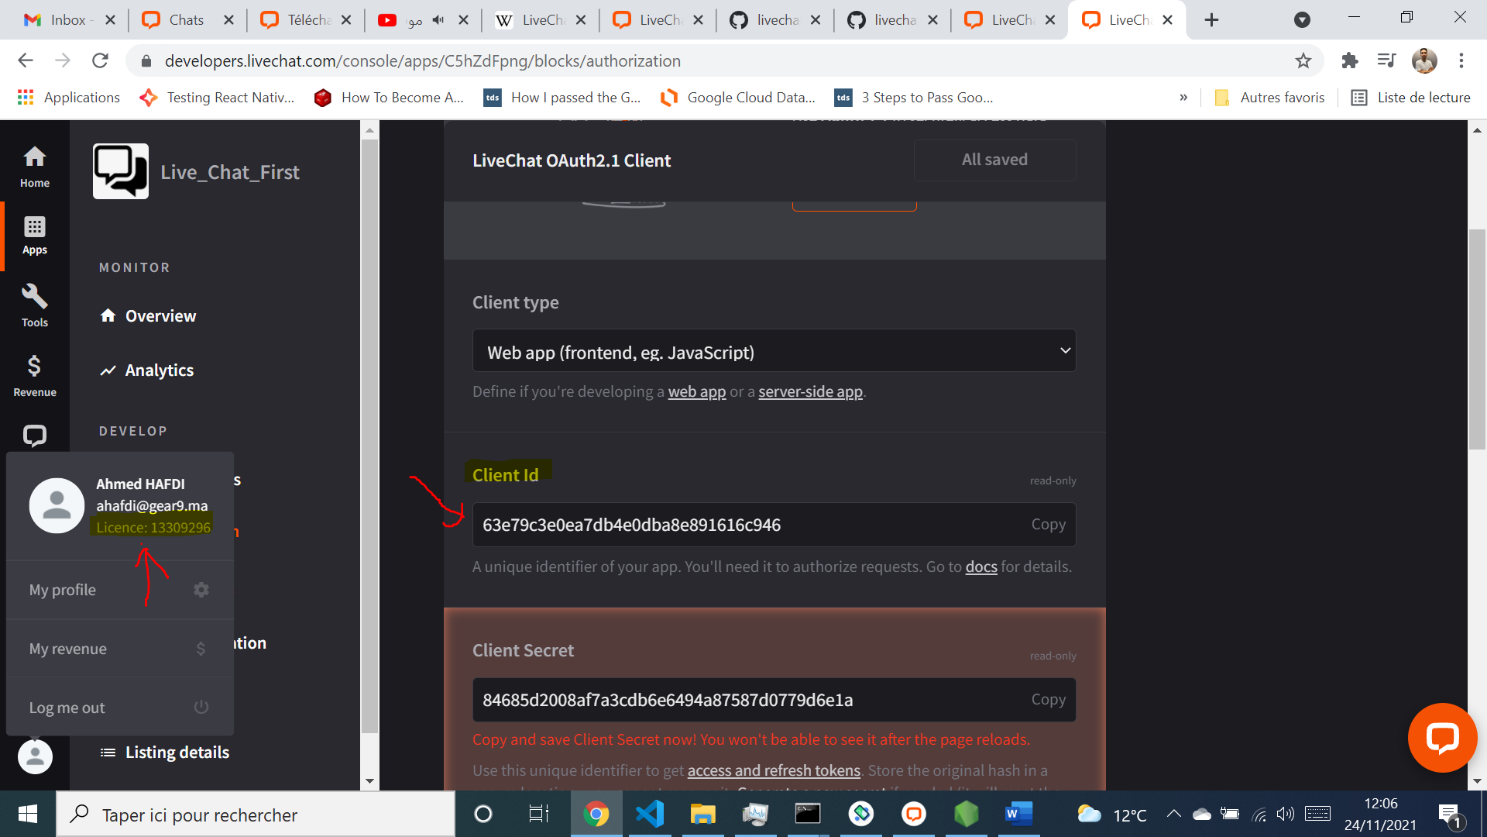 Inbox -
Chats
Télécha
مو:
LiveCh
LiveCh
livecha
livecha
LiveCh
LiveCh
developers.livechat.com/console/apps/C5hZdFpng/blocks/authorization
Applications
Testing React Nativ...
How To Become A...
tds
How I passed the G...
Google Cloud Data...
tds
3 Steps to Pass Goo...
»
Autres favoris
Liste de lecture
Home
Apps
Tools
Revenue
Live_Chat_First
MONITOR
Overview
Analytics
DEVELOP
s
n
ation
Listing details
Ahmed HAFDI
ahafdi@gear9.ma
Licence: 13309296
My profile
My revenue
$
Log me out
LiveChat OAuth2.1 Client
All saved
Client type
Web app (frontend, eg. JavaScript)
Define if you're developing a web app or a server-side app.
Client Id
read-only
63e79c3e0ea7db4e0dba8e891616c946
Copy
A unique identifier of your app. You'll need it to authorize requests. Go to docs for details.
Client Secret
read-only
84685d2008af7a3cdb6e6494a87587d0779d6e1a
Copy
Copy and save Client Secret now! You won't be able to see it after the page reloads.
Use this unique identifier to get access and refresh tokens. Store the original hash in a
Taper ici pour rechercher
12°C
12:06
24/11/2021
1